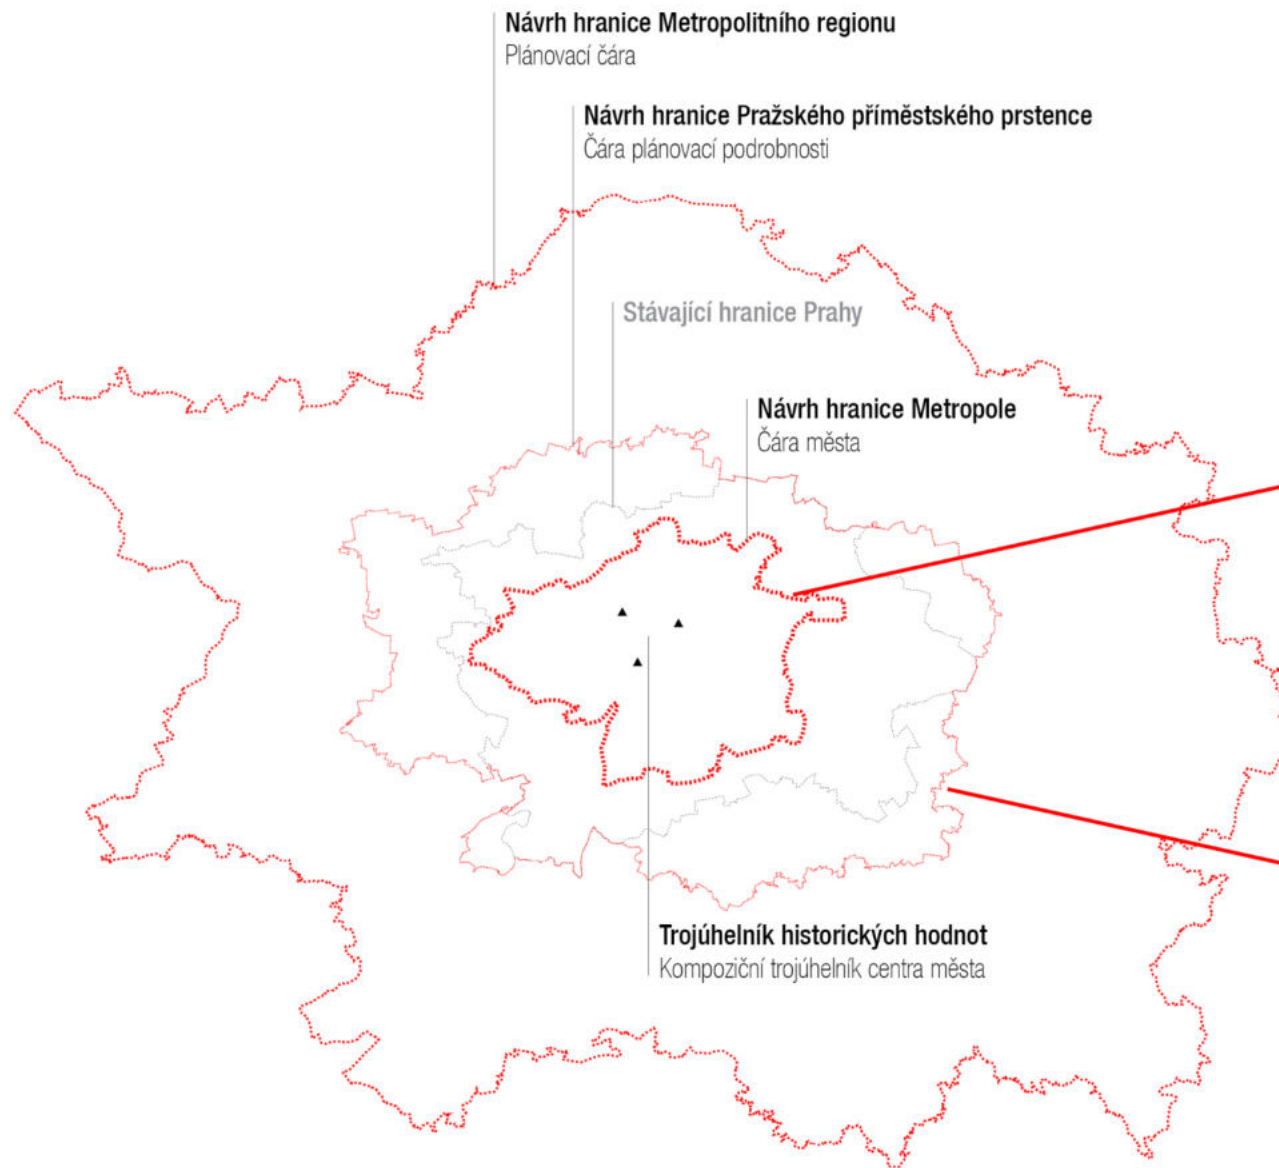 Návrh hranice Metropolitního regionu
Plánovací čára
Návrh hranice Pražského příměstského prstence
Čára plánovací podrobnosti
Stávající hranice Prahy
Návrh hranice Metropole
Čára města
Trojúhelník historických hodnot
Kompoziční trojúhelník centra města